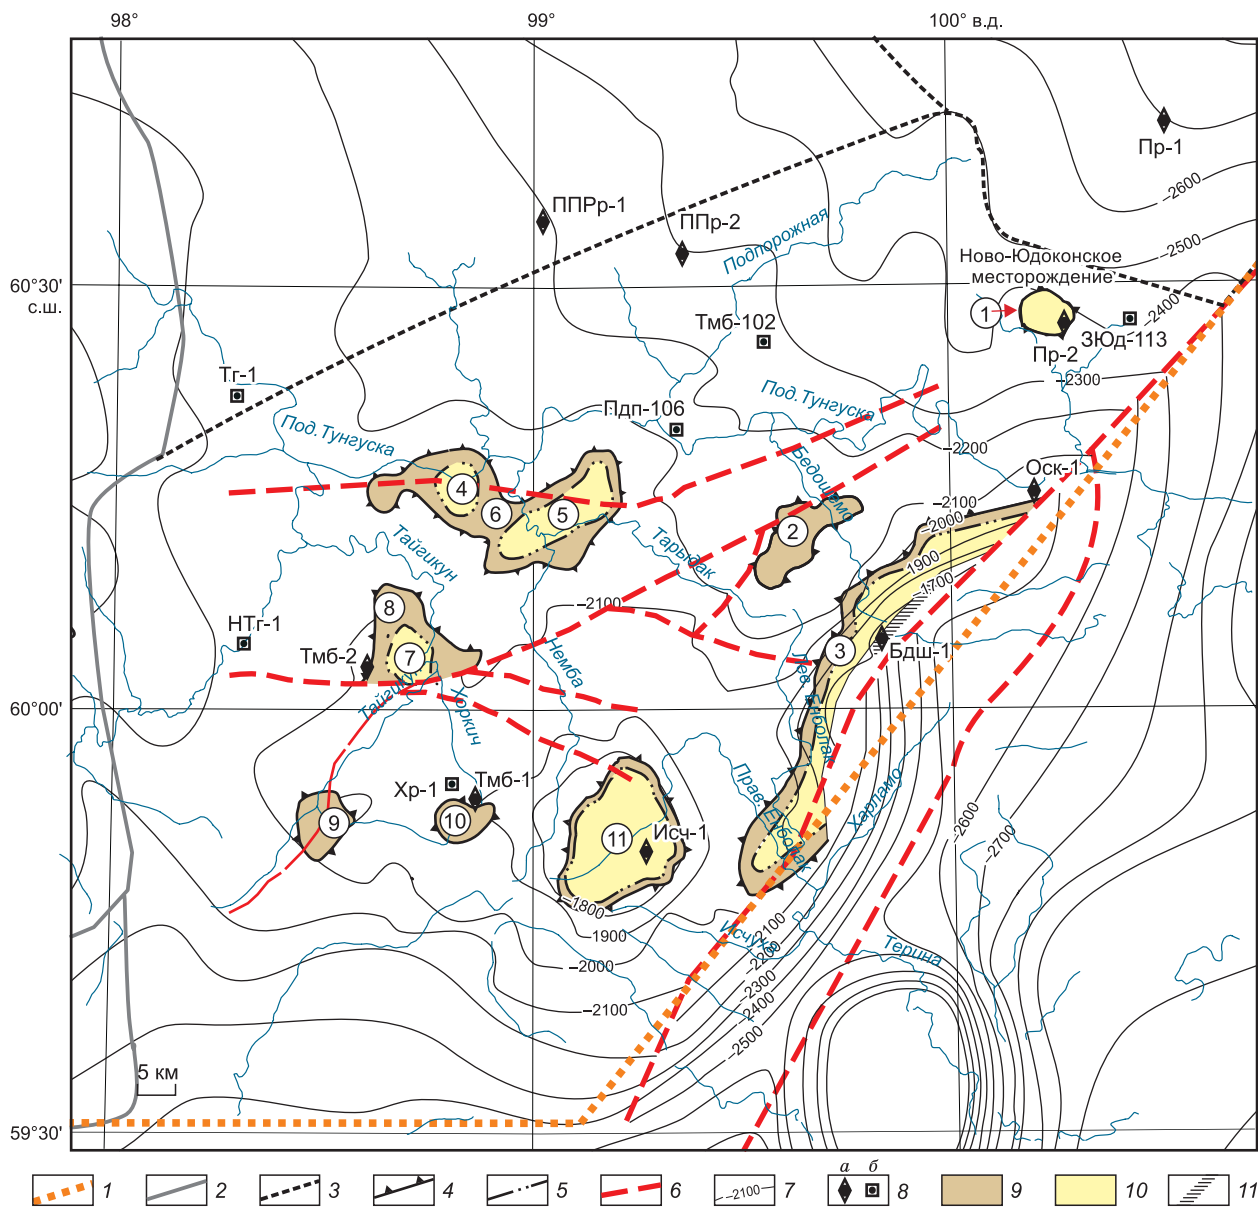 98°
99°
100° в.д.
Пр-1
–2600
ППРр-1
ППр-2
Подпорожная
–2500
Ново-Юдоконское
месторождение
60°30'
с.ш.
1
–2400
Тмб-102
ЗЮд-113
Пр-2
Тг-1
–2300
Под.Тунгуска
Пдп-106
Под.Тунгуска
–2200
Бедошемо
Оск-1
4
6
5
2
–2100
–2000
Тайгикун
Тарыдак
1900
–1700
8
–2100
НТг-1
Тмб-2
7
3
Бдш-1
Немба
Лев. Енболак
Тайгикун
Хоркич
60°00'
Прав. Енболак
Харламо
Хр-1
Тмб-1
9
10
11
Исч-1
–2600
–2700
–1800
–1900
Исчуха
–2100
Терина
–2000
–2200
–2300
–2100
–2400
–2500
5 км
59°30'
а б
1 2 3 4 5 6 –2100 7 8 9 10 11